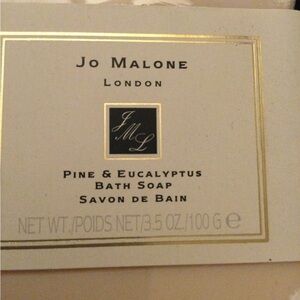 JO MALONE
LONDON
JML
PINE & EUCALYPTUS
BATH SOAP
SAVON DE BAIN
NET WT./POIDS NET/3.5 OZ./100 G ℮